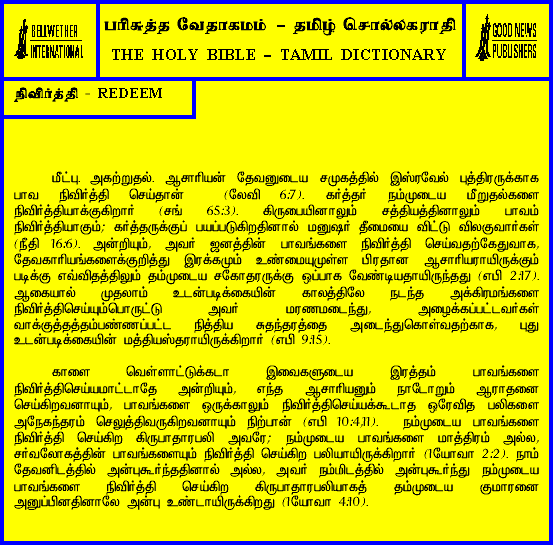 BELLWETHER
INTERNATIONAL
பரிசுத்த வேதாகமம் – தமிழ் சொல்லகராதி
THE HOLY BIBLE – TAMIL DICTIONARY
GOOD NEWS
PUBLISHERS
நிவிர்த்தி - REDEEM
மீட்பு. அகற்றுதல். ஆசாரியன் தேவனுடைய சமுகத்தில் இஸ்ரவேல் புத்திரருக்காக
பாவ நிவிர்த்தி செய்தான் (லேவி 6:7). கர்த்தர் நம்முடைய மீறுதல்களை
நிவிர்த்தியாக்குகிறார் (சங் 65:3). கிருபையினாலும் சத்தியத்தினாலும் பாவம்
நிவிர்த்தியாகும்; கர்த்தருக்குப் பயப்படுகிறதினால் மனுஷர் தீமையை விட்டு விலகுவார்கள்
(நீதி 16:6). அன்றியும், அவர் ஜனத்தின் பாவங்களை நிவிர்த்தி செய்வதற்கேதுவாக,
தேவகாரியங்களைக்குறித்து இரக்கமும் உண்மையுமுள்ள பிரதான ஆசாரியராயிருக்கும்
படிக்கு எவ்விதத்திலும் தம்முடைய சகோதரருக்கு ஒப்பாக வேண்டியதாயிருந்தது (எபி 2:17).
ஆகையால் முதலாம் உடன்படிக்கையின் காலத்திலே நடந்த அக்கிரமங்களை
நிவிர்த்திசெய்யும்பொருட்டு அவர் மரணமடைந்து, அழைக்கப்பட்டவர்கள்
வாக்குத்தத்தம்பண்ணப்பட்ட நித்திய சுதந்தரத்தை அடைந்துகொள்வதற்காக, புது
உடன்படிக்கையின் மத்தியஸ்தராயிருக்கிறார் (எபி 9:15).
காளை வெள்ளாட்டுக்கடா இவைகளுடைய இரத்தம் பாவங்களை
நிவிர்த்திசெய்யமாட்டாதே அன்றியும், எந்த ஆசாரியனும் நாடோறும் ஆராதனை
செய்கிறவனாயும், பாவங்களை ஒருக்காலும் நிவிர்த்திசெய்யக்கூடாத ஒரேவித பலிகளை
அநேகந்தரம் செலுத்திவருகிறவனாயும் நிற்பான் (எபி 10:4,11). நம்முடைய பாவங்களை
நிவிர்த்தி செய்கிற கிருபாதாரபலி அவரே; நம்முடைய பாவங்களை மாத்திரம் அல்ல,
சர்வலோகத்தின் பாவங்களையும் நிவிர்த்தி செய்கிற பலியாயிருக்கிறார் (1யோவா 2:2). நாம்
தேவனிடத்தில் அன்புகூர்ந்ததினால் அல்ல, அவர் நம்மிடத்தில் அன்புகூர்ந்து நம்முடைய
பாவங்களை நிவிர்த்தி செய்கிற கிருபாதாரபலியாகத் தம்முடைய குமாரனை
அனுப்பினதினாலே அன்பு உண்டாயிருக்கிறது (1யோவா 4:10).